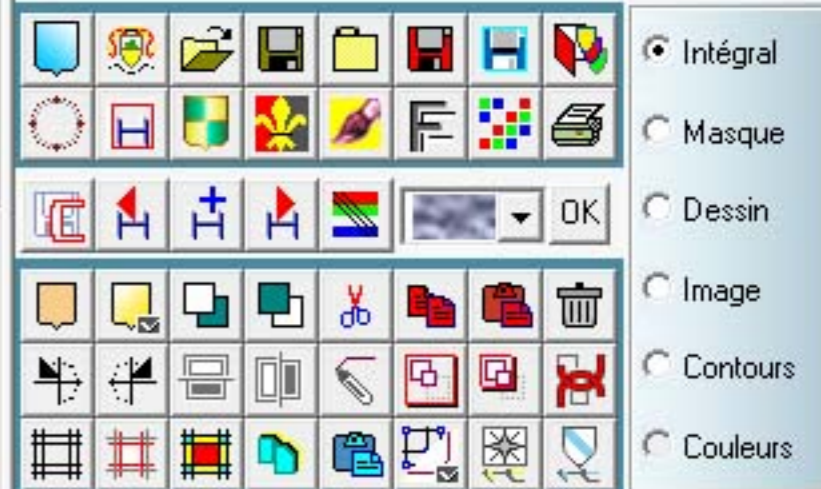 Intégral
Masque
OK
Dessin
Image
Contours
Couleurs